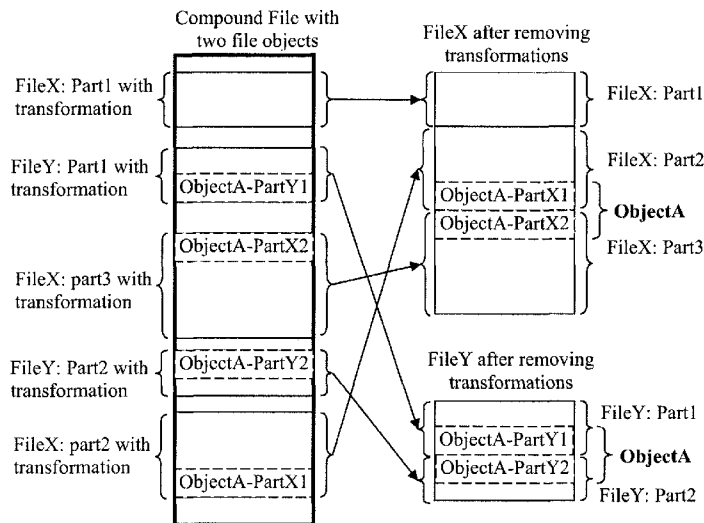 Compound File with
two file objects
FileX: Part1 with
transformation
FileY: Part1 with
transformation
ObjectA-PartY1
ObjectA-PartX2
FileX: part3 with
transformation
FileY: Part2 with
transformation
ObjectA-PartY2
FileX: part2 with
transformation
ObjectA-PartX1
FileX after removing
transformations
FileX: Part1
FileX: Part2
ObjectA-PartX1
ObjectA-PartX2
ObjectA
FileX: Part3
FileY after removing
transformations
FileY: Part1
ObjectA-PartY1
ObjectA-PartY2
ObjectA
FileY: Part2